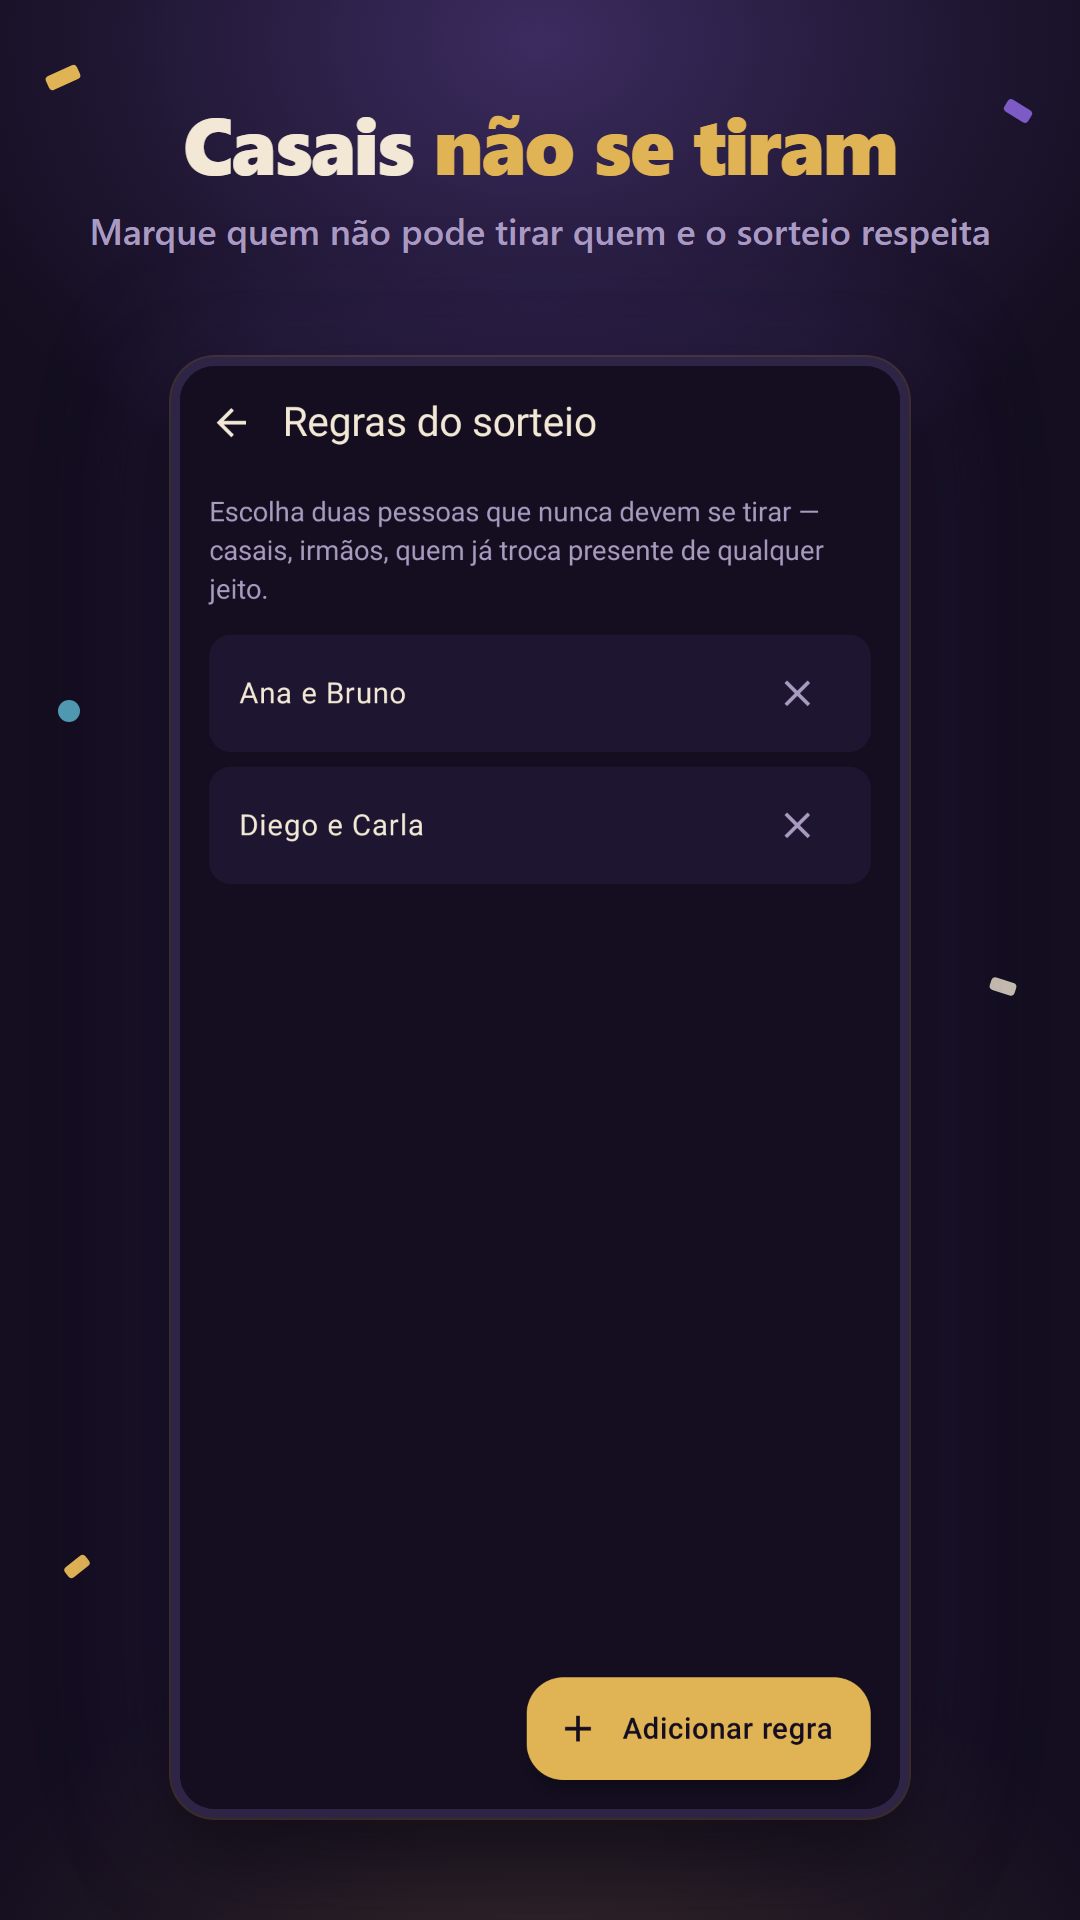 Casais não se tiram
Marque quem não pode tirar quem e o sorteio respeita
Regras do sorteio
Escolha duas pessoas que nunca devem se tirar —
casais, irmãos, quem já troca presente de qualquer
jeito.
Ana e Bruno
Diego e Carla
Adicionar regra